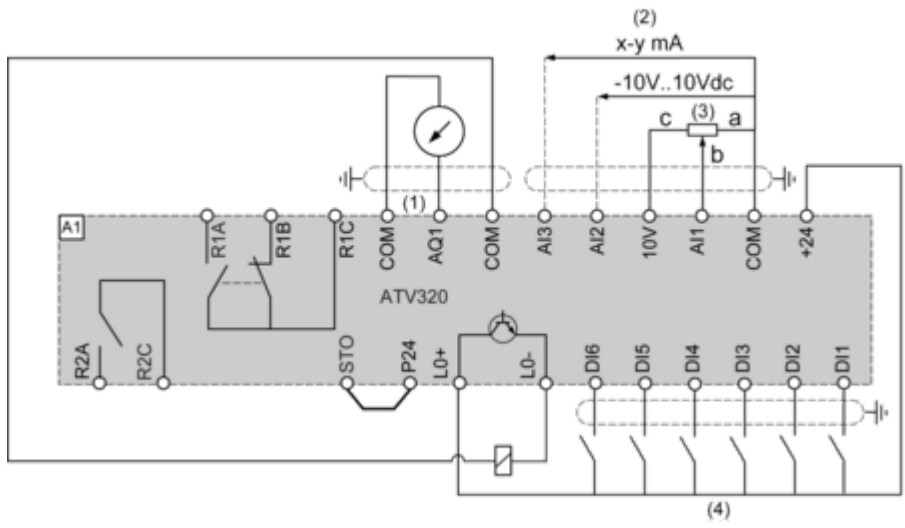 (2)
x-y mA
-10V..10Vdc
c (3) a
b
(1)
A1
R1A
R1B
R1C
COM
AQ1
COM
AI3
AI2
10V
AI1
COM
+24
ATV320
R2A
R2C
STO
P24
L0+
L0-
DI6
DI5
DI4
DI3
DI2
DI1
(4)